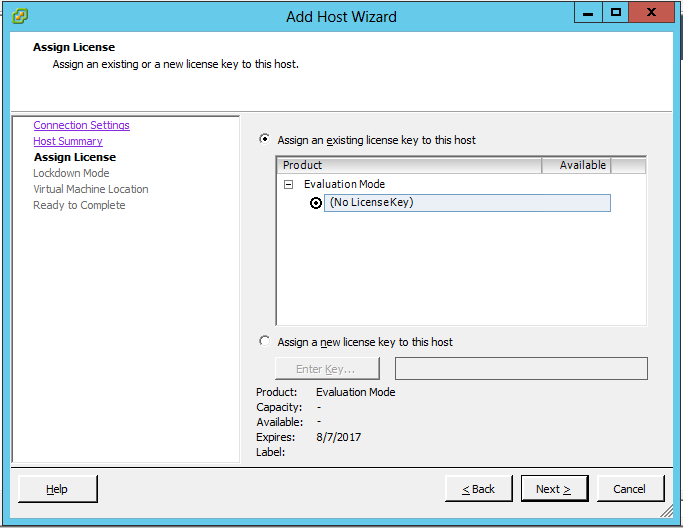 Add Host Wizard
Assign License
Assign an existing or a new license key to this host.
Connection Settings
Host Summary
Assign License
Lockdown Mode
Virtual Machine Location
Ready to Complete
Assign an existing license key to this host
Product Available
Evaluation Mode
(No License Key)
Assign a new license key to this host
Enter Key...
Product: Evaluation Mode
Capacity: -
Available: -
Expires: 8/7/2017
Label:
Help
< Back
Next >
Cancel